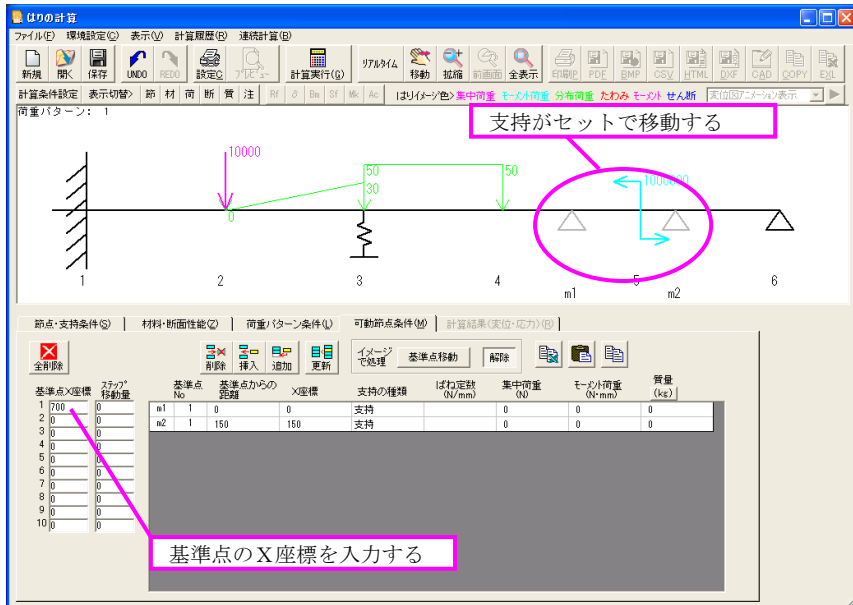 はりの計算
ファイル(F) 環境設定(C) 表示(V) 計算履歴(R) 連続計算(B)
新規 開く 保存 UNDO REDO 設定C プレビュー 計算実行(G) リアルタイム 移動 拡縮 前画面 全表示 印刷P PDF BMP CSV HTML DXF CAD COPY EXL
計算条件設定 表示切替> 節 材 荷 断 質 注 Rf Bm Sf Mk Ac はりイメージ色>集中荷重 モーメント荷重 分布荷重 たわみ モーメント せん断 変位図アニメーション表示
荷重パターン: 1
支持がセットで移動する
10000
50 50
30
1000000
0
1 2 3 4 5 6
m1 m2
節点・支持条件(S) 材料・断面性能(Z) 荷重パターン条件(L) 可動節点条件(M) 計算結果(変位・応力)(R)
全削除 削除 挿入 追加 更新 イメージで処理 基準点移動 解除
基準点X座標 ステップ移動量 基準点No 基準点からの距離 X座標 支持の種類 ばね定数(N/mm) 集中荷重(N) モーメント荷重(N・mm) 質量(kg)
1 700 0 m1 1 0 0 支持 0 0 0
2 0 0 m2 1 150 150 支持 0 0 0
3 0 0
4 0 0
5 0 0
6 0 0
7 0 0
8 0 0
9 0 0
10 0 0
基準点のX座標を入力する